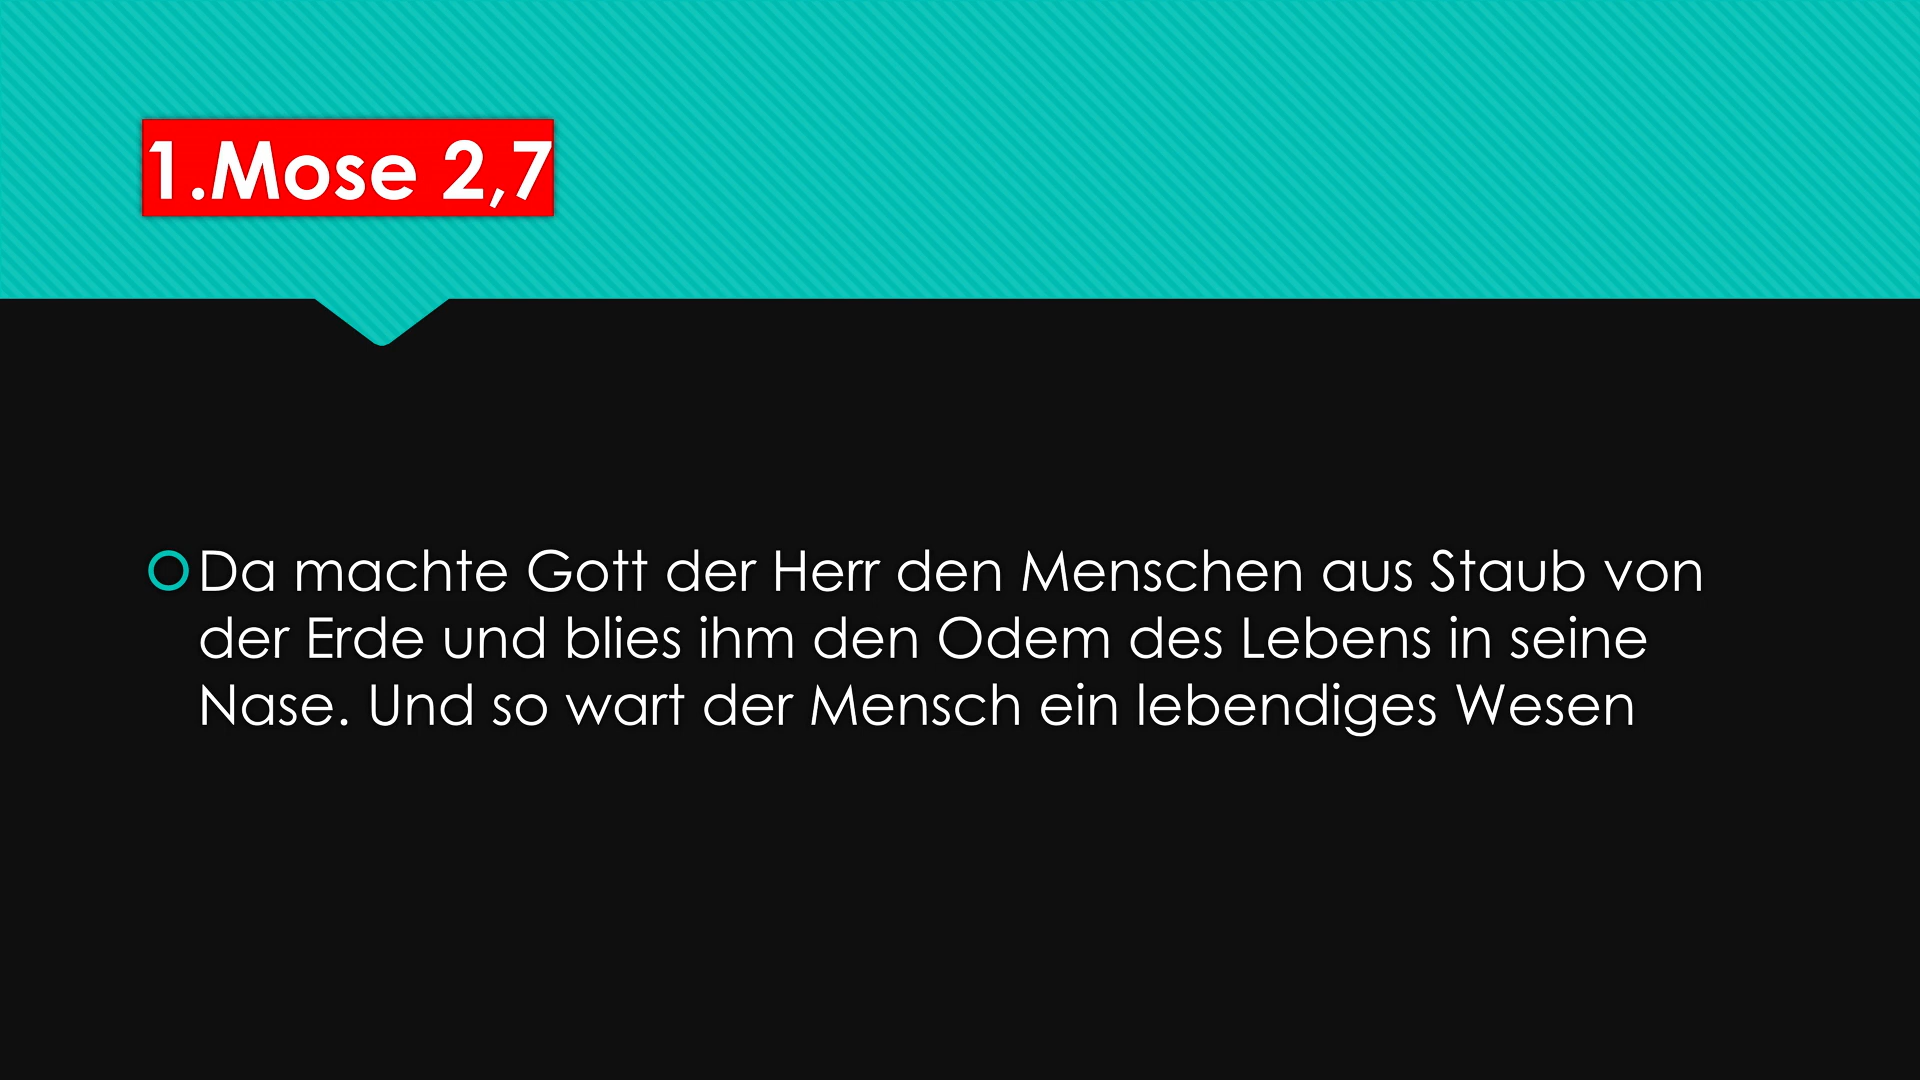 1.Mose 2,7
Da machte Gott der Herr den Menschen aus Staub von
der Erde und blies ihm den Odem des Lebens in seine
Nase. Und so wart der Mensch ein lebendiges Wesen